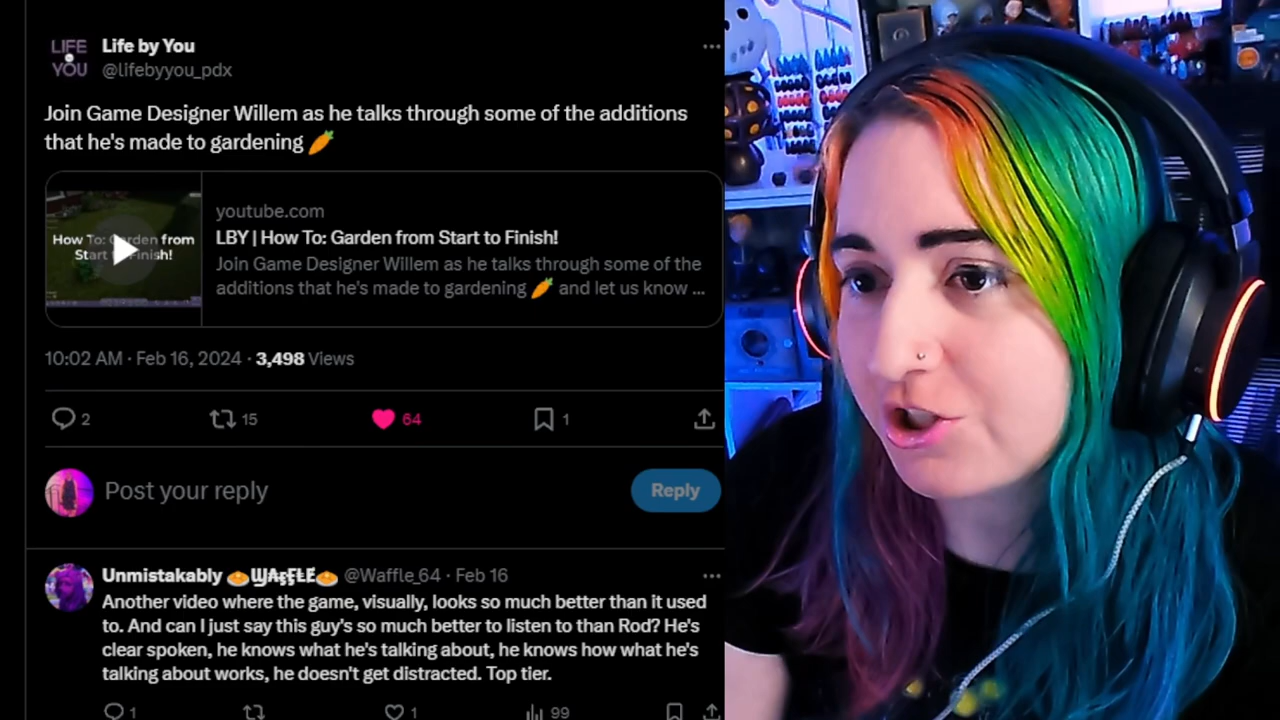 LIFE
YOU
Life by You
@lifebyyou_pdx
Join Game Designer Willem as he talks through some of the additions
that he's made to gardening 🥕
How To: Garden from
Start to Finish!
youtube.com
LBY | How To: Garden from Start to Finish!
Join Game Designer Willem as he talks through some of the
additions that he's made to gardening 🥕 and let us know ...
10:02 AM · Feb 16, 2024 · 3,498 Views
2 15 64 1
Post your reply
Reply
Unmistakably 🥧WAFFLE🥧 @Waffle_64 · Feb 16
Another video where the game, visually, looks so much better than it used
to. And can I just say this guy's so much better to listen to than Rod? He's
clear spoken, he knows what he's talking about, he knows how what he's
talking about works, he doesn't get distracted. Top tier.
1 1 99